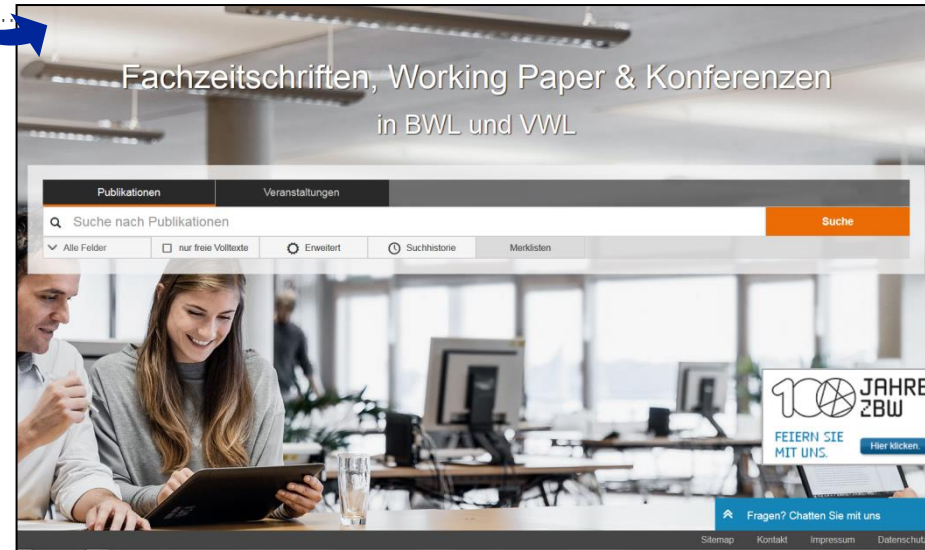 Fachzeitschriften, Working Paper & Konferenzen
in BWL und VWL
Publikationen Veranstaltungen
Suche nach Publikationen Suche
Alle Felder nur freie Volltexte Erweitert Suchhistorie Merklisten
100 JAHRE
ZBW
FEIERN SIE
MIT UNS.
Hier klicken.
Fragen? Chatten Sie mit uns
Sitemap Kontakt Impressum Datenschutz